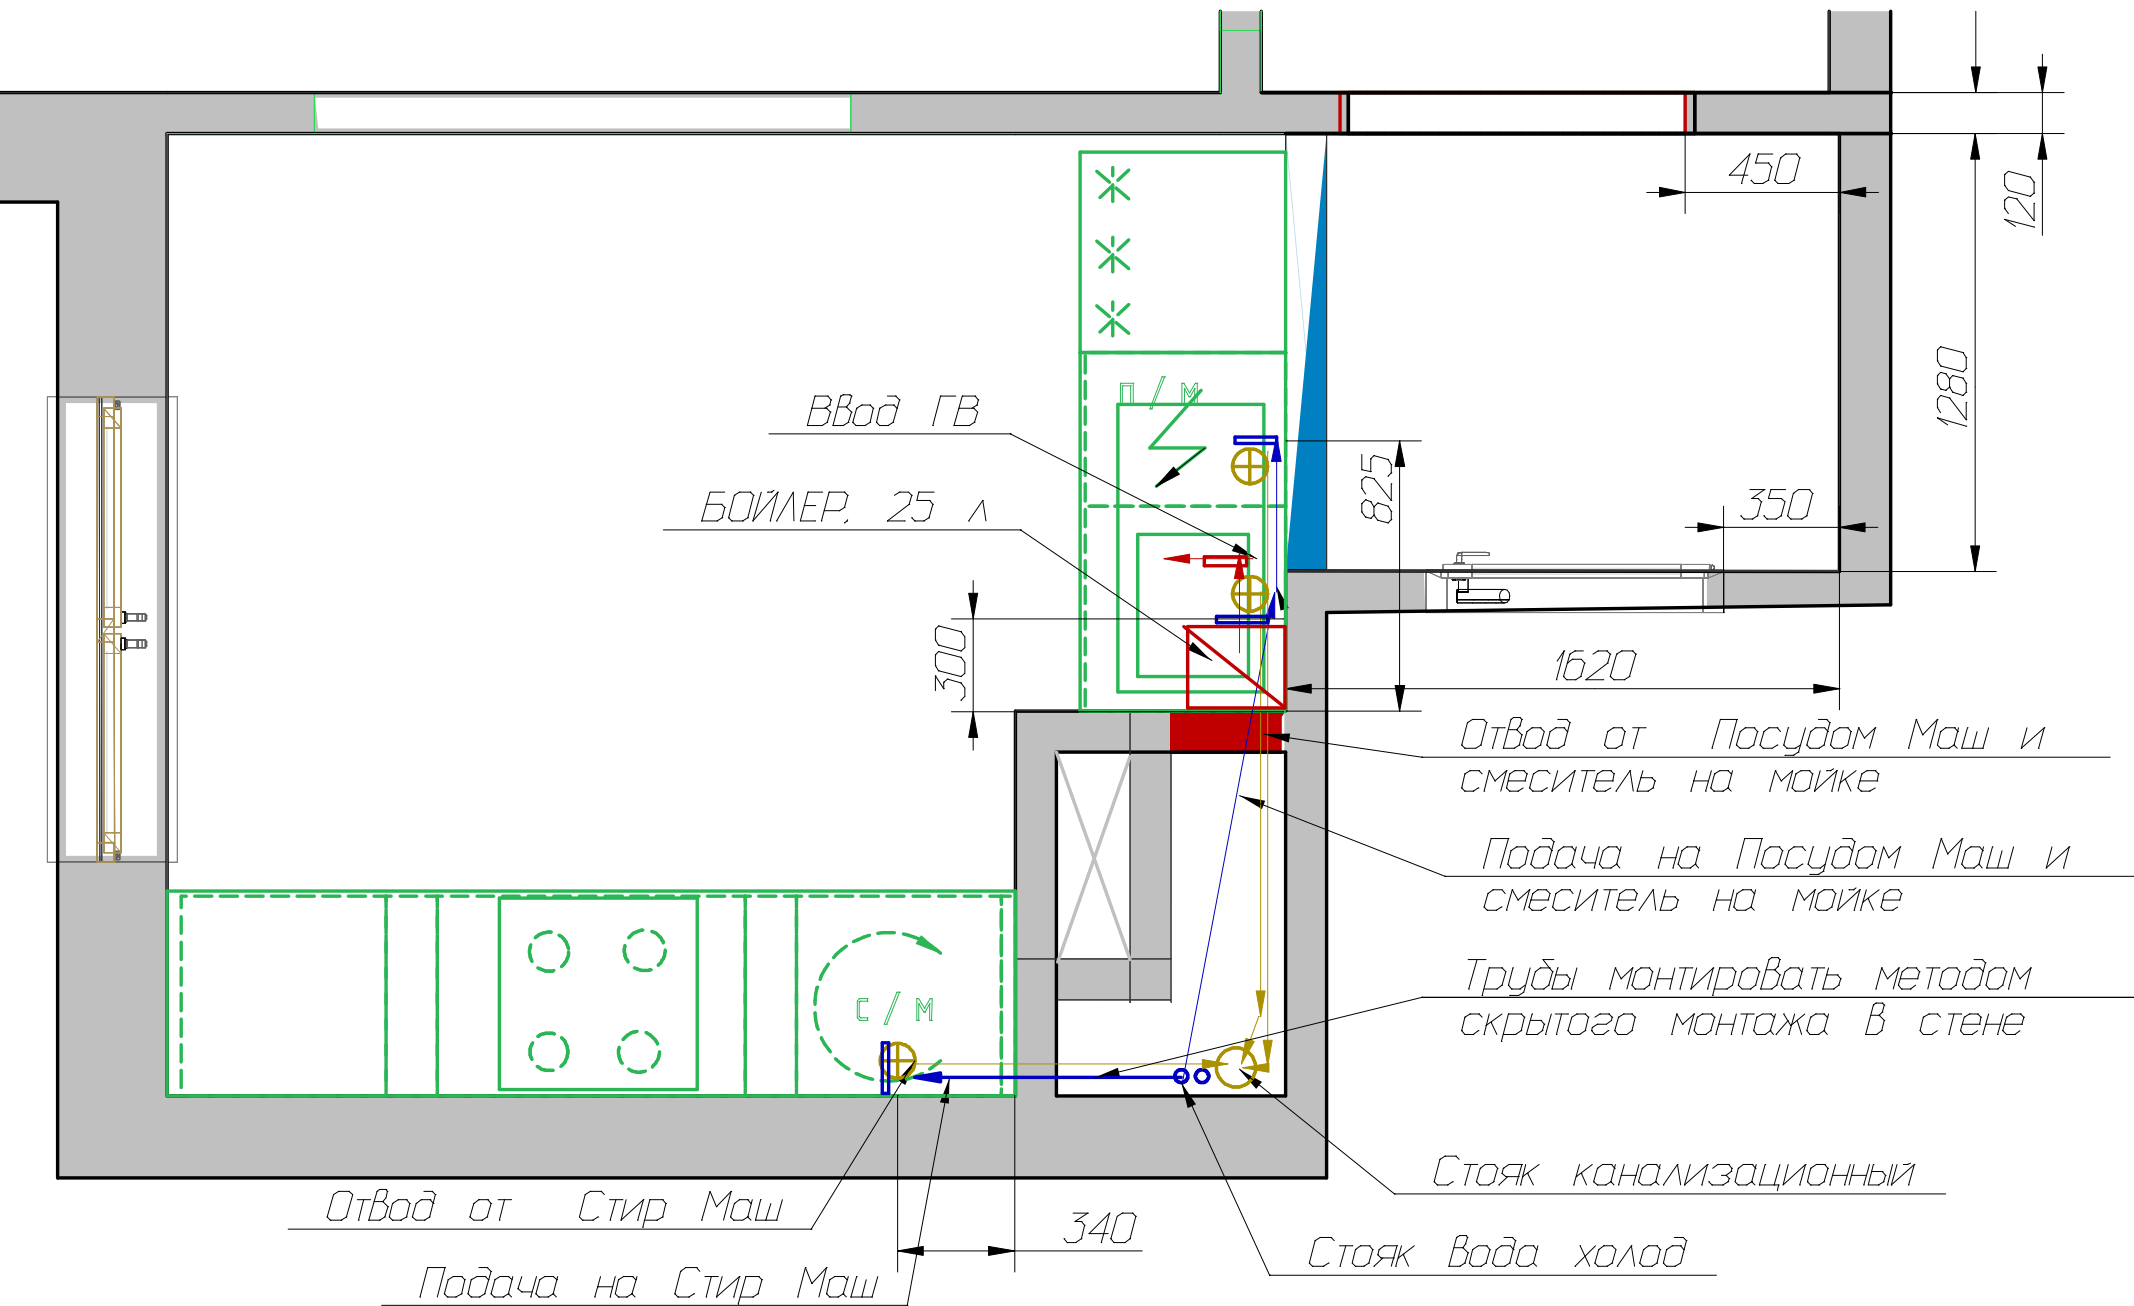 450
120
1280
п/м
ВВод ГВ
825
БОЙЛЕР, 25 л
350
300
1620
ОтВод от Посудом Маш и
смеситель на мойке
Подача на Посудом Маш и
смеситель на мойке
Трубы монтироВать методом
скрытого монтажа В стене
с/м
Стояк канализационный
ОтВод от Стир Маш
340
Стояк Вода холод
Подача на Стир Маш